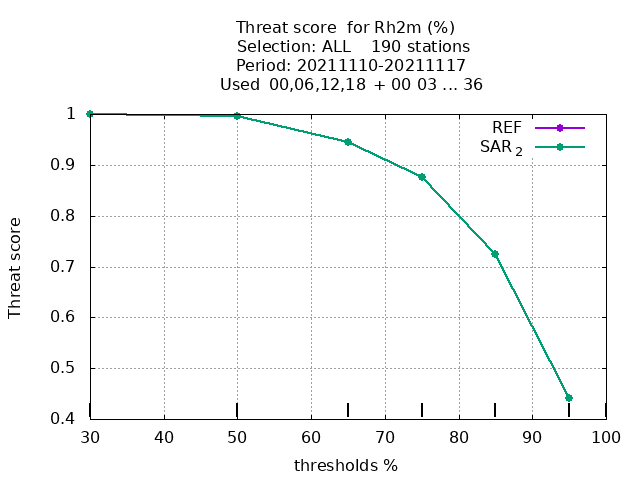 Threat score  for Rh2m (%)
Selection: ALL    190 stations
Period: 20211110-20211117
Used  00,06,12,18  + 00 03 ... 36
REF
SAR 2
1
0.9
0.8
0.7
0.6
0.5
0.4
Threat score
30 40 50 60 70 80 90 100
thresholds %